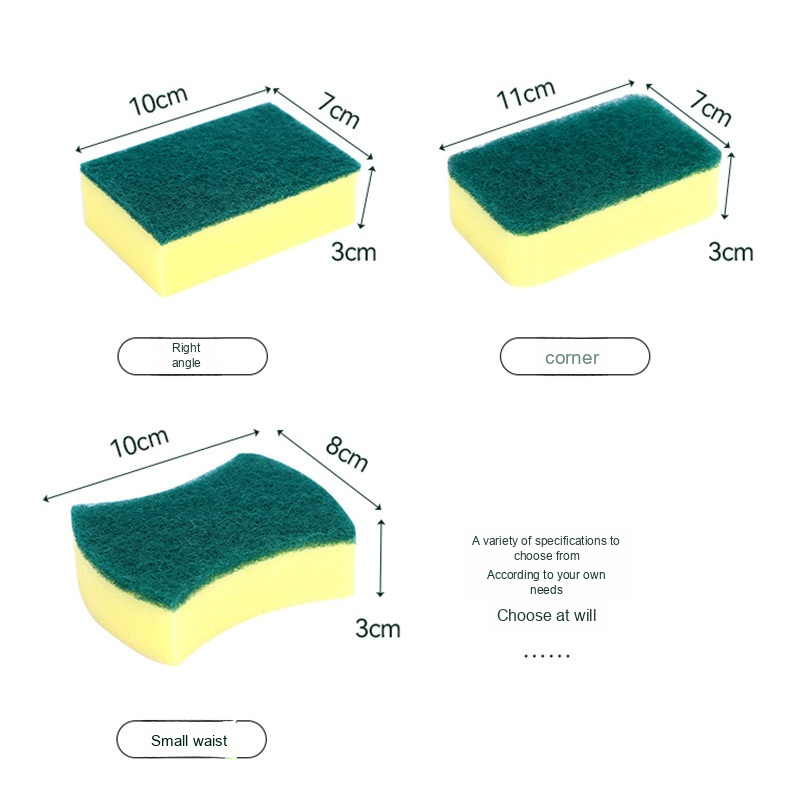 10cm
7cm
3cm
11cm
7cm
3cm
Right
angle
corner
10cm
8cm
3cm
A variety of specifications to
choose from
According to your own
needs
Choose at will
......
Small waist